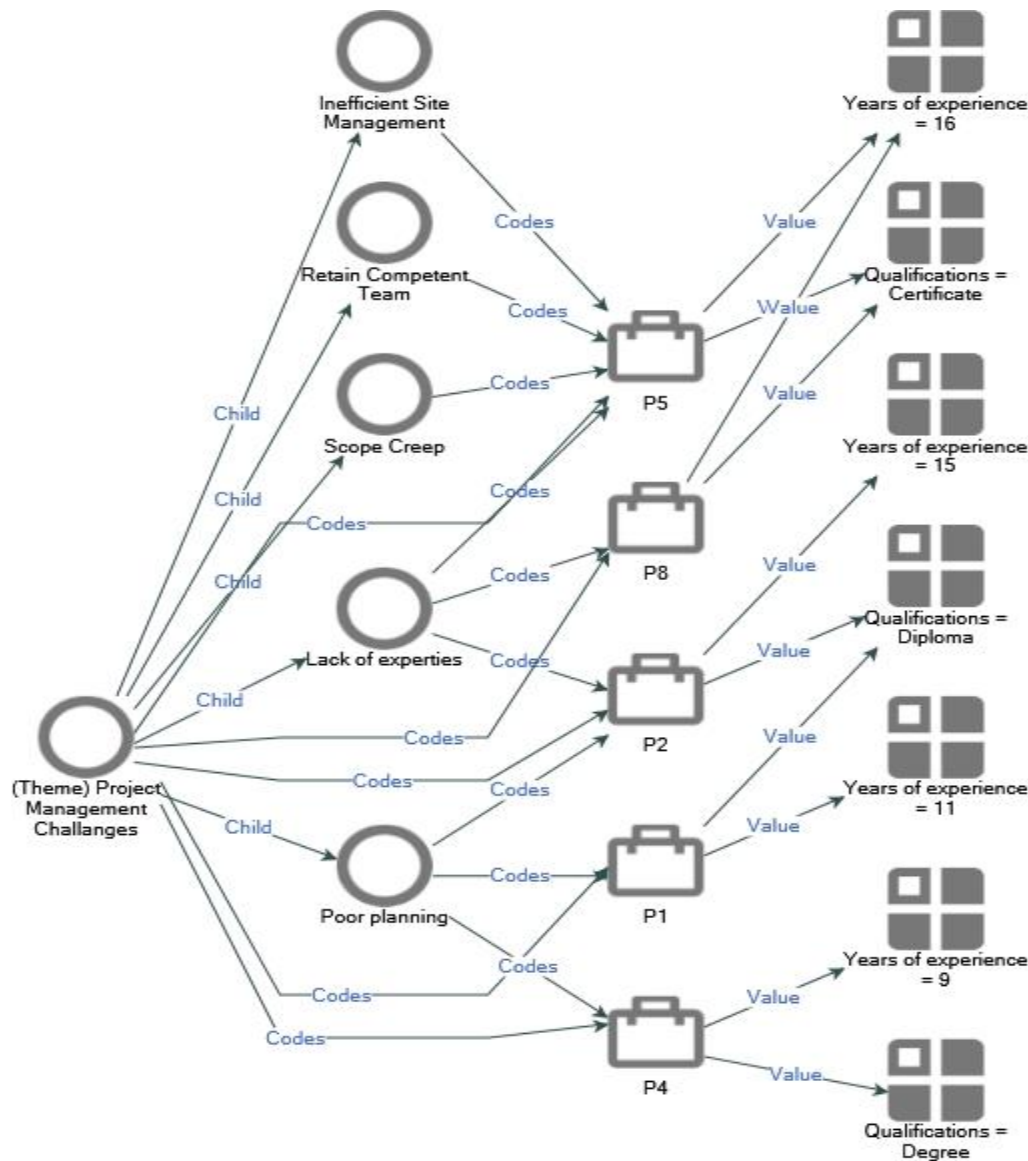 Inefficient Site
Management
Years of experience
= 16
Codes
Value
Retain Competent
Team
Qualifications =
Certificate
Codes
Walue
P5
Child
Codes
Value
Scope Creep
Years of experience
= 15
Child
Codes
Codes
Child
Codes
P8
Value
Lack of experties
Codes
Qualifications =
Diploma
Value
Child
P2
Codes
Value
(Theme) Project
Management
Challanges
Codes
Codes
Years of experience
= 11
Child
Value
Codes
Poor planning
P1
Codes
Codes
Years of experience
= 9
Value
Codes
P4
Value
Qualifications =
Degree